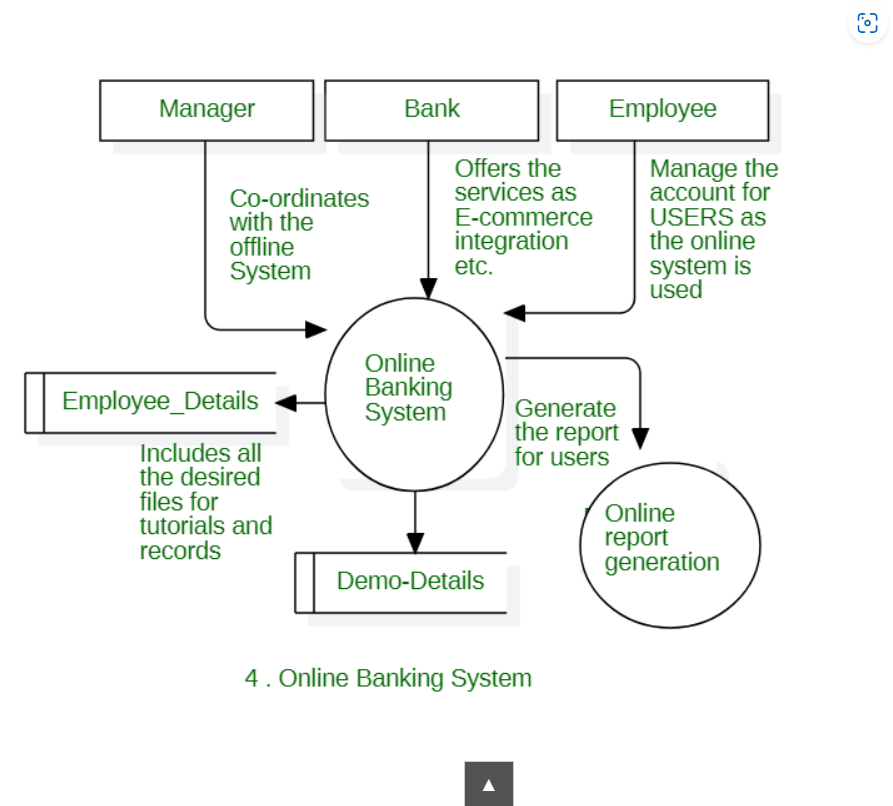 Manager
Bank
Employee
Co-ordinates
with the
offline
System
Offers the
services as
E-commerce
integration
etc.
Manage the
account for
USERS as
the online
system is
used
Online
Banking
System
Employee_Details
Includes all
the desired
files for
tutorials and
records
Generate
the report
for users
Online
report
generation
Demo-Details
4 . Online Banking System